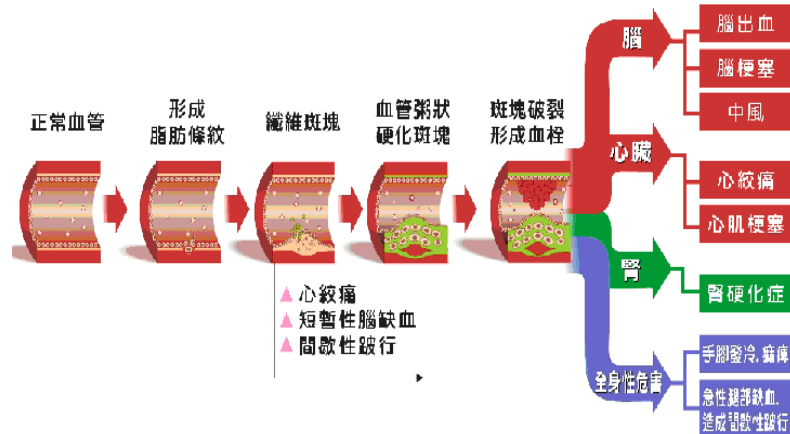 正常血管
形成
脂肪條紋
纖維斑塊
血管粥狀
硬化斑塊
斑塊破裂
形成血栓
心絞痛
短暫性腦缺血
間歇性跛行
腦
腦出血
腦梗塞
中風
心臟
心絞痛
心肌梗塞
腎
腎硬化症
全身性危害
手腳發冷.痲痺
急性腿部缺血.
造成間歇性跛行